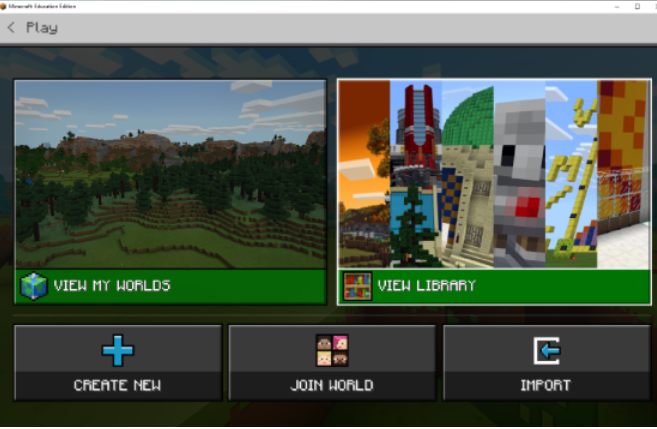 Minecraft Education Edition
Play
VIEW MY WORLDS
VIEW LIBRARY
CREATE NEW
JOIN WORLD
IMPORT